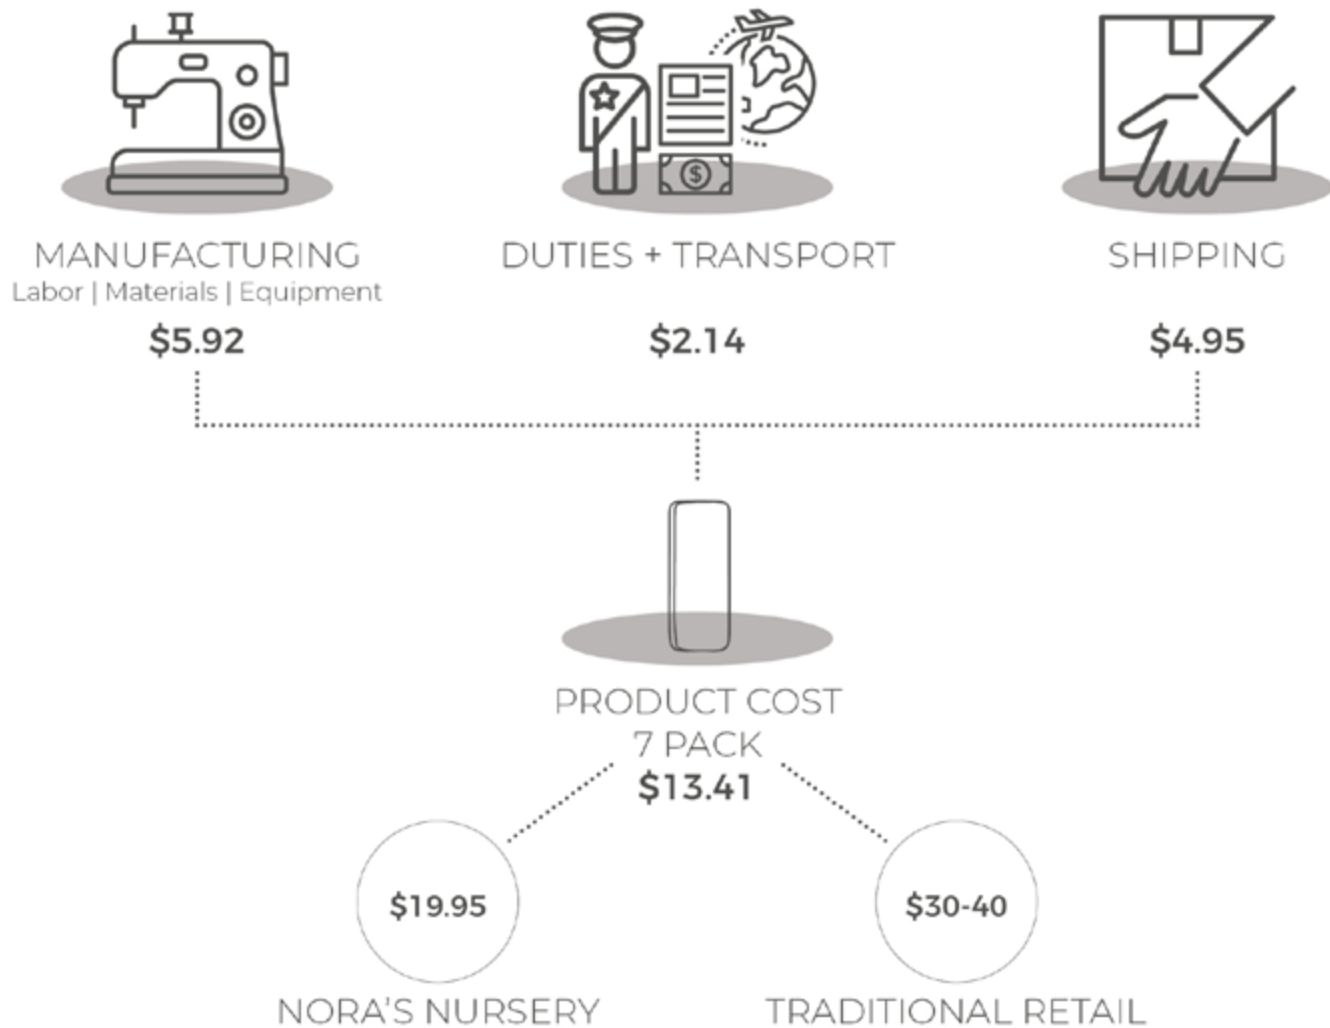 MANUFACTURING
Labor | Materials | Equipment
$5.92
DUTIES + TRANSPORT
$2.14
SHIPPING
$4.95
PRODUCT COST
7 PACK
$13.41
$19.95
NORA'S NURSERY
$30-40
TRADITIONAL RETAIL